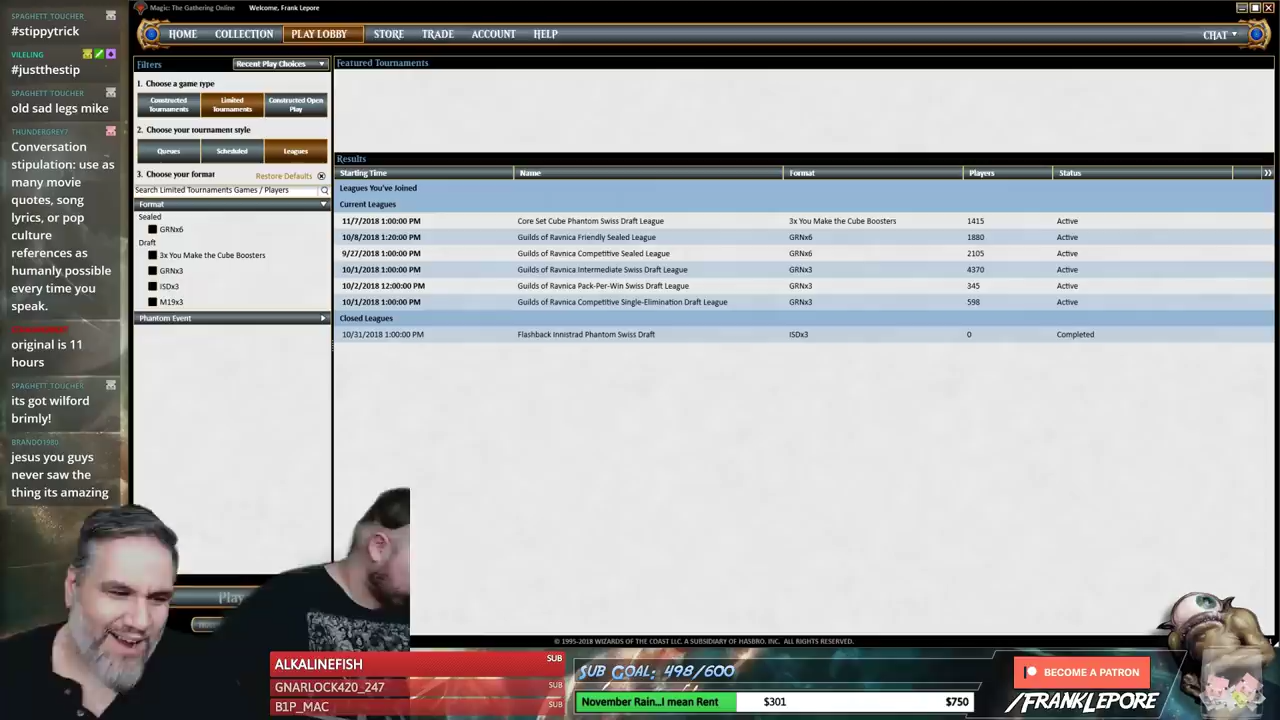 SPAGHETT TOUCHER
#stippytrick
VILELING
#justthestip
SPAGHETT TOUCHER
old sad legs mike
THUNDERGREY7
Conversation
stipulation: use as
many movie
quotes, song
lyrics, or pop
culture
references as
humanly possible
every time you
speak.
original is 11
hours
SPAGHETT TOUCHER
its got wilford
brimly!
BRANDO1980
jesus you guys
never saw the
thing its amazing
Magic: The Gathering Online Welcome, Frank Lepore
HOME COLLECTION PLAY LOBBY STORE TRADE ACCOUNT HELP CHAT
Filters Recent Play Choices
1. Choose a game type
Constructed Tournaments Limited Tournaments Constructed Open Play
2. Choose your tournament style
Queues Scheduled Leagues
3. Choose your format Restore Defaults
Search Limited Tournaments Games / Players
Format
Sealed
GRNx6
Draft
3x You Make the Cube Boosters
GRNx3
ISDx3
M19x3
Phantom Event
Play
Featured Tournaments
Results
Starting Time Name Format Players Status
Leagues You've Joined
Current Leagues
11/7/2018 1:00:00 PM Core Set Cube Phantom Swiss Draft League 3x You Make the Cube Boosters 1415 Active
10/8/2018 1:20:00 PM Guilds of Ravnica Friendly Sealed League GRNx6 1880 Active
9/27/2018 1:00:00 PM Guilds of Ravnica Competitive Sealed League GRNx6 2105 Active
10/1/2018 1:00:00 PM Guilds of Ravnica Intermediate Swiss Draft League GRNx3 4370 Active
10/2/2018 12:00:00 PM Guilds of Ravnica Pack-Per-Win Swiss Draft League GRNx3 345 Active
10/1/2018 1:00:00 PM Guilds of Ravnica Competitive Single-Elimination Draft League GRNx3 598 Active
Closed Leagues
10/31/2018 1:00:00 PM Flashback Innistrad Phantom Swiss Draft ISDx3 0 Completed
© 1995-2018 WIZARDS OF THE COAST LLC, A SUBSIDIARY OF HASBRO, INC. ALL RIGHTS RESERVED.
ALKALINEFISH SUB
GNARLOCK420_247 SUB
B1P_MAC SUB
SUB GOAL: 498/600
November Rain...I mean Rent $301 $750
BECOME A PATRON
/FRANKLEPORE